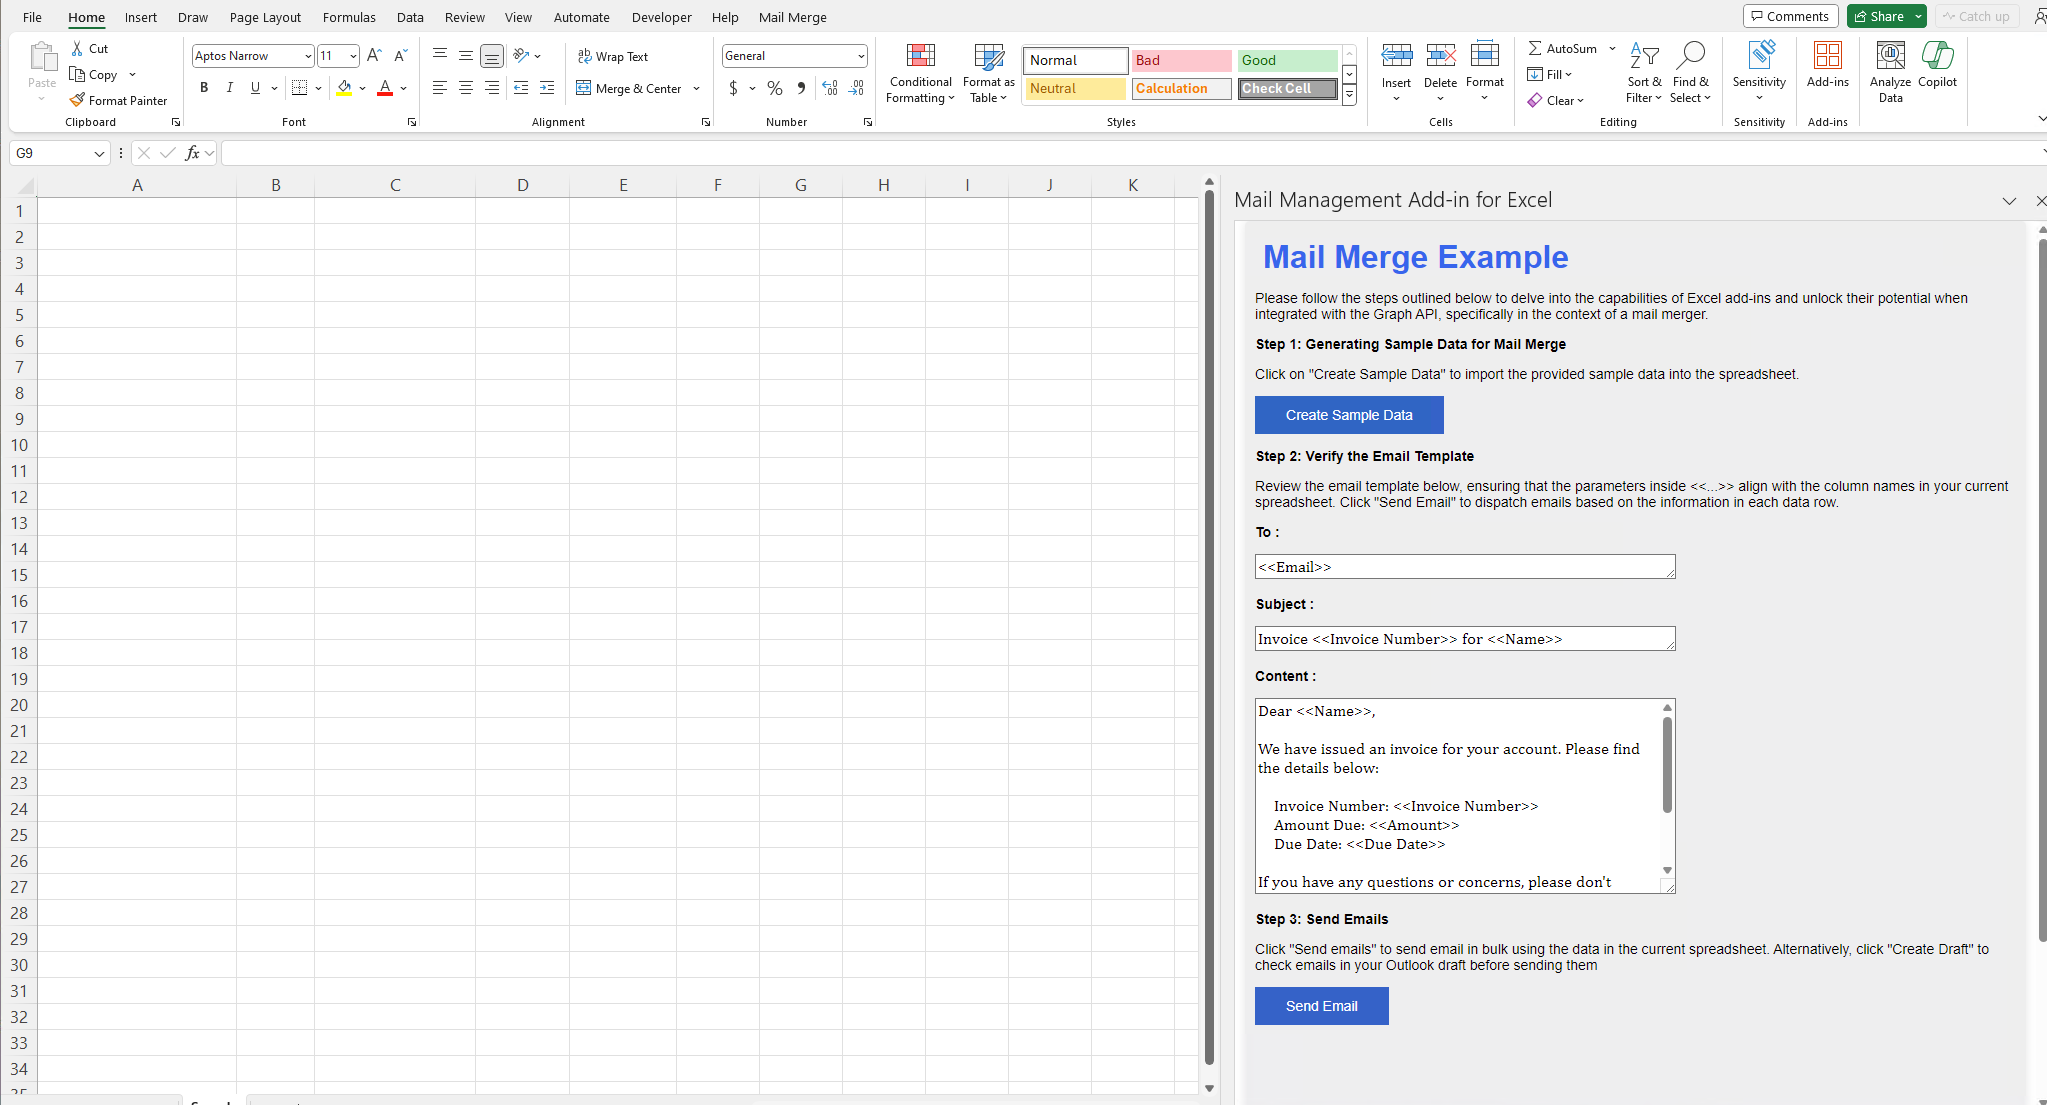 File Home Insert Draw Page Layout Formulas Data Review View Automate Developer Help Mail Merge
Comments Share Catch up
Paste
Cut
Copy
Format Painter
Clipboard
Aptos Narrow 11 A A
B I U A
Font
Wrap Text
Merge & Center
Alignment
General
$ % 9
Number
Conditional Formatting
Format as Table
Normal Bad Good
Neutral Calculation Check Cell
Styles
Insert Delete Format
Cells
AutoSum
Fill
Clear
Sort & Filter
Find & Select
Editing
Sensitivity
Sensitivity
Add-ins
Add-ins
Analyze Data
Copilot
G9 fx
A B C D E F G H I J K
1
2
3
4
5
6
7
8
9
10
11
12
13
14
15
16
17
18
19
20
21
22
23
24
25
26
27
28
29
30
31
32
33
34
Mail Management Add-in for Excel
Mail Merge Example
Please follow the steps outlined below to delve into the capabilities of Excel add-ins and unlock their potential when
integrated with the Graph API, specifically in the context of a mail merger.
Step 1: Generating Sample Data for Mail Merge
Click on "Create Sample Data" to import the provided sample data into the spreadsheet.
Create Sample Data
Step 2: Verify the Email Template
Review the email template below, ensuring that the parameters inside <<...>> align with the column names in your current
spreadsheet. Click "Send Email" to dispatch emails based on the information in each data row.
To :
<<Email>>
Subject :
Invoice <<Invoice Number>> for <<Name>>
Content :
Dear <<Name>>,
We have issued an invoice for your account. Please find
the details below:
Invoice Number: <<Invoice Number>>
Amount Due: <<Amount>>
Due Date: <<Due Date>>
If you have any questions or concerns, please don't
Step 3: Send Emails
Click "Send emails" to send email in bulk using the data in the current spreadsheet. Alternatively, click "Create Draft" to
check emails in your Outlook draft before sending them
Send Email